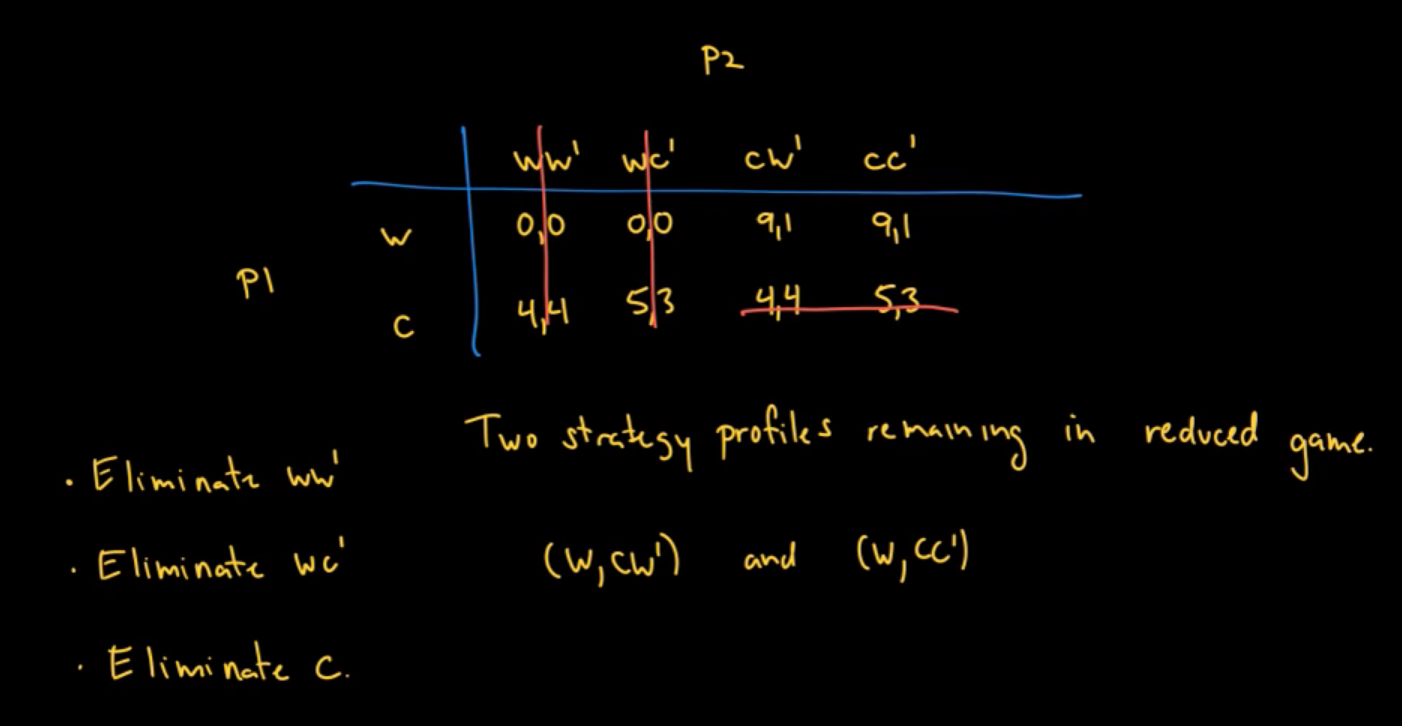 P2
ww' wc' cw' cc'
w 0,0 0,0 9,1 9,1
P1
c 4,4 5,3 4,4 5,3
Two strategy profiles remaining in reduced game.
• Eliminate ww'
• Eliminate wc'
(w,cw') and (w,cc')
• Eliminate c.